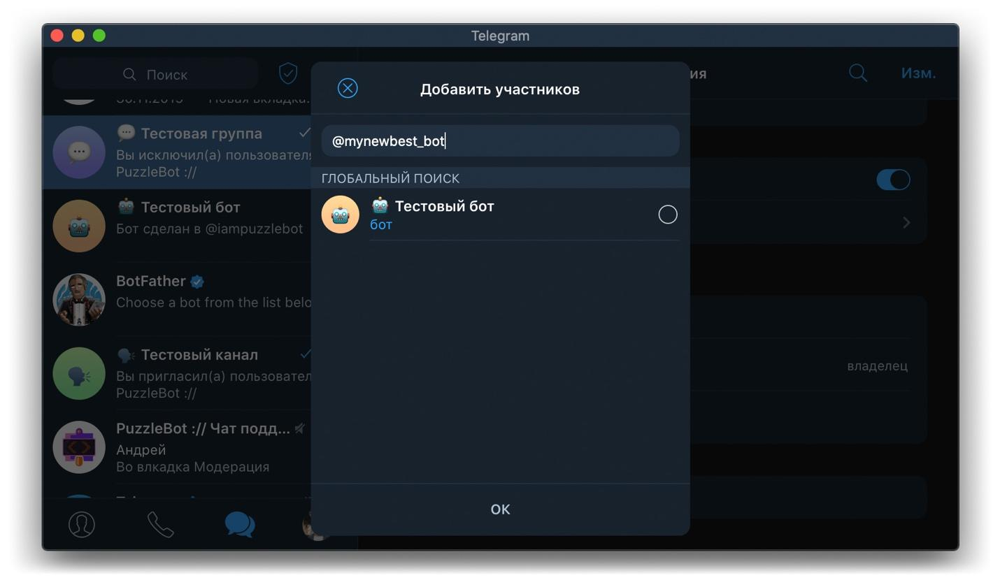 Telegram
Поиск
ия
Изм.
30.11.2019 Новая вкладка.
Тестовая группа
Вы исключил(а) пользователя
PuzzleBot ://
Тестовый бот
Бот сделан в @iampuzzlebot
BotFather
Choose a bot from the list belo
Тестовый канал
Вы пригласил(а) пользовател
PuzzleBot ://
PuzzleBot :// Чат подд...
Андрей
Во влкадка Модерация
Добавить участников
@mynewbest_bot
ГЛОБАЛЬНЫЙ ПОИСК
Тестовый бот
бот
OK
владелец